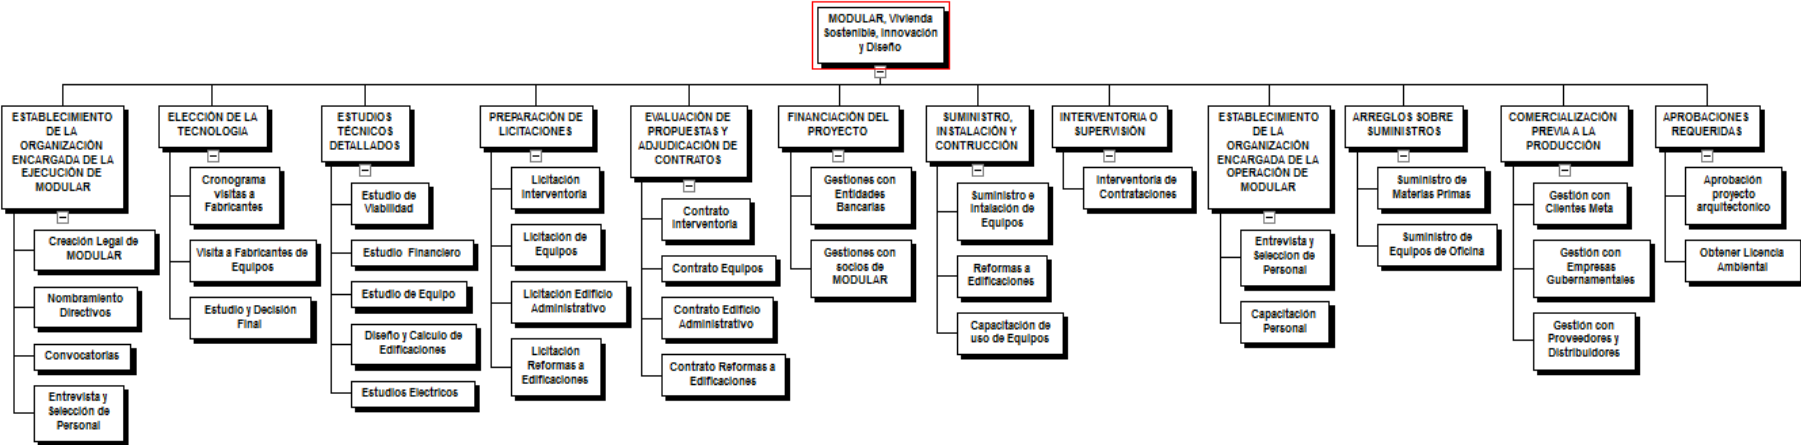 MODULAR, Vivienda
Sostenible, Innovación
y Diseño
ESTABLECIMIENTO
DE LA
ORGANIZACIÓN
ENCARGADA DE LA
EJECUCIÓN DE
MODULAR
Creación Legal de
MODULAR
Nombramiento
Directivos
Convocatorias
Entrevista y
Selección de
Personal
ELECCIÓN DE LA
TECNOLOGIA
Cronograma
visitas a
Fabricantes
Visita a Fabricantes de
Equipos
Estudio y Decisión
Final
ESTUDIOS
TÉCNICOS
DETALLADOS
Estudio de
Viabilidad
Estudio Financiero
Estudio de Equipo
Diseño y Calculo de
Edificaciones
Estudios Electricos
PREPARACIÓN DE
LICITACIONES
Licitación
Interventoria
Licitación de
Equipos
Licitación Edificio
Administrativo
Licitación
Reformas a
Edificaciones
EVALUACIÓN DE
PROPUESTAS Y
ADJUDICACIÓN DE
CONTRATOS
Contrato
Interventoria
Contrato Equipos
Contrato Edificio
Administrativo
Contrato Reformas a
Edificaciones
FINANCIACIÓN DEL
PROYECTO
Gestiones con
Entidades
Bancarias
Gestiones con
socios de
MODULAR
SUMINISTRO,
INSTALACIÓN Y
CONTRUCCIÓN
Suministro e
Intalación de
Equipos
Reformas a
Edificaciones
Capacitación de
uso de Equipos
INTERVENTORIA O
SUPERVISIÓN
Interventoria de
Contrataciones
ESTABLECIMIENTO
DE LA
ORGANIZACIÓN
ENCARGADA DE LA
OPERACIÓN DE
MODULAR
Entrevista y
Seleccion de
Personal
Capacitación
Personal
ARREGLOS SOBRE
SUMINISTROS
Suministro de
Materias Primas
Suministro de
Equipos de Oficina
COMERCIALIZACIÓN
PREVIA A LA
PRODUCCIÓN
Gestión con
Clientes Meta
Gestión con
Empresas
Gubernamentales
Gestión con
Proveedores y
Distribuidores
APROBACIONES
REQUERIDAS
Aprobación
proyecto
arquitectonico
Obtener Licencia
Ambiental